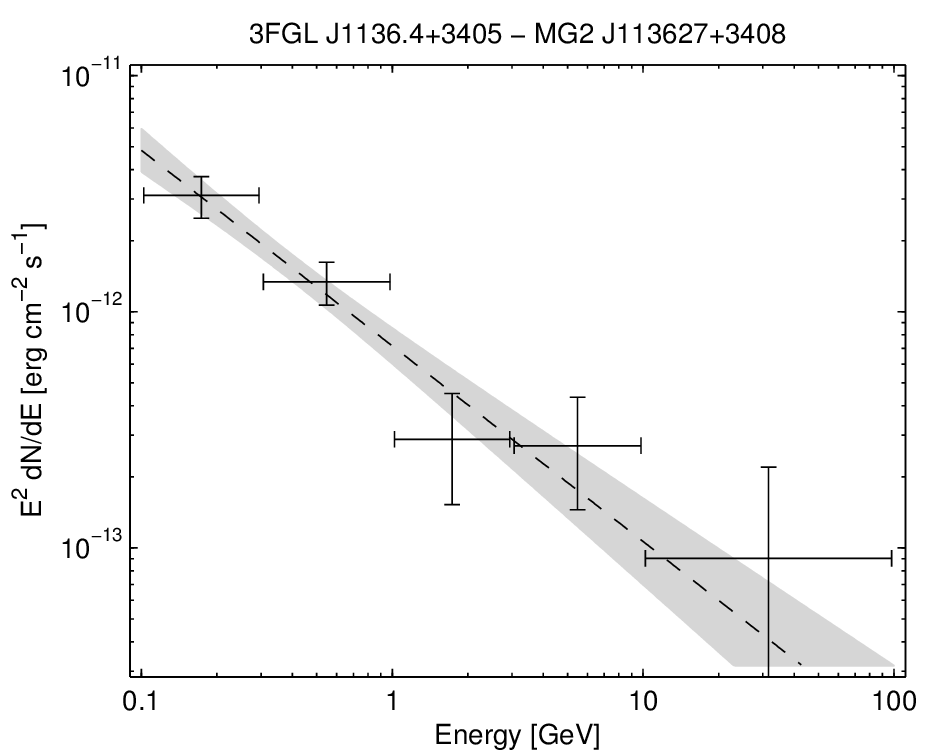 3FGL J1136.4+3405 − MG2 J113627+3408
10⁻¹¹
10⁻¹²
10⁻¹³
E² dN/dE [erg cm⁻² s⁻¹]
0.1 1 10 100
Energy [GeV]